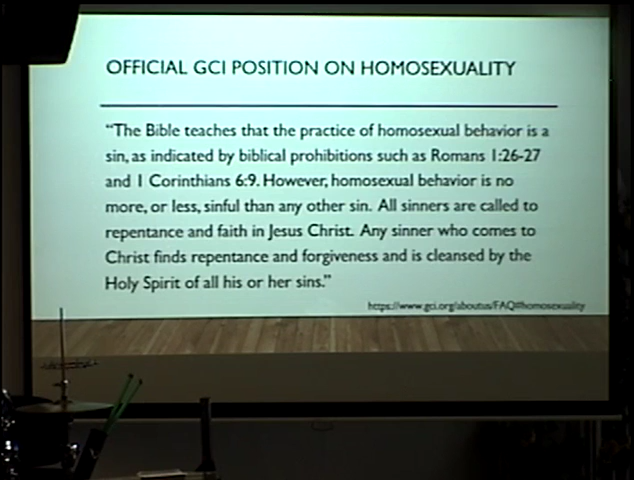 OFFICIAL GCI POSITION ON HOMOSEXUALITY
“The Bible teaches that the practice of homosexual behavior is a
sin, as indicated by biblical prohibitions such as Romans 1:26-27
and 1 Corinthians 6:9. However, homosexual behavior is no
more, or less, sinful than any other sin. All sinners are called to
repentance and faith in Jesus Christ. Any sinner who comes to
Christ finds repentance and forgiveness and is cleansed by the
Holy Spirit of all his or her sins.”
https://www.gci.org/aboutus/FAQ#homosexuality